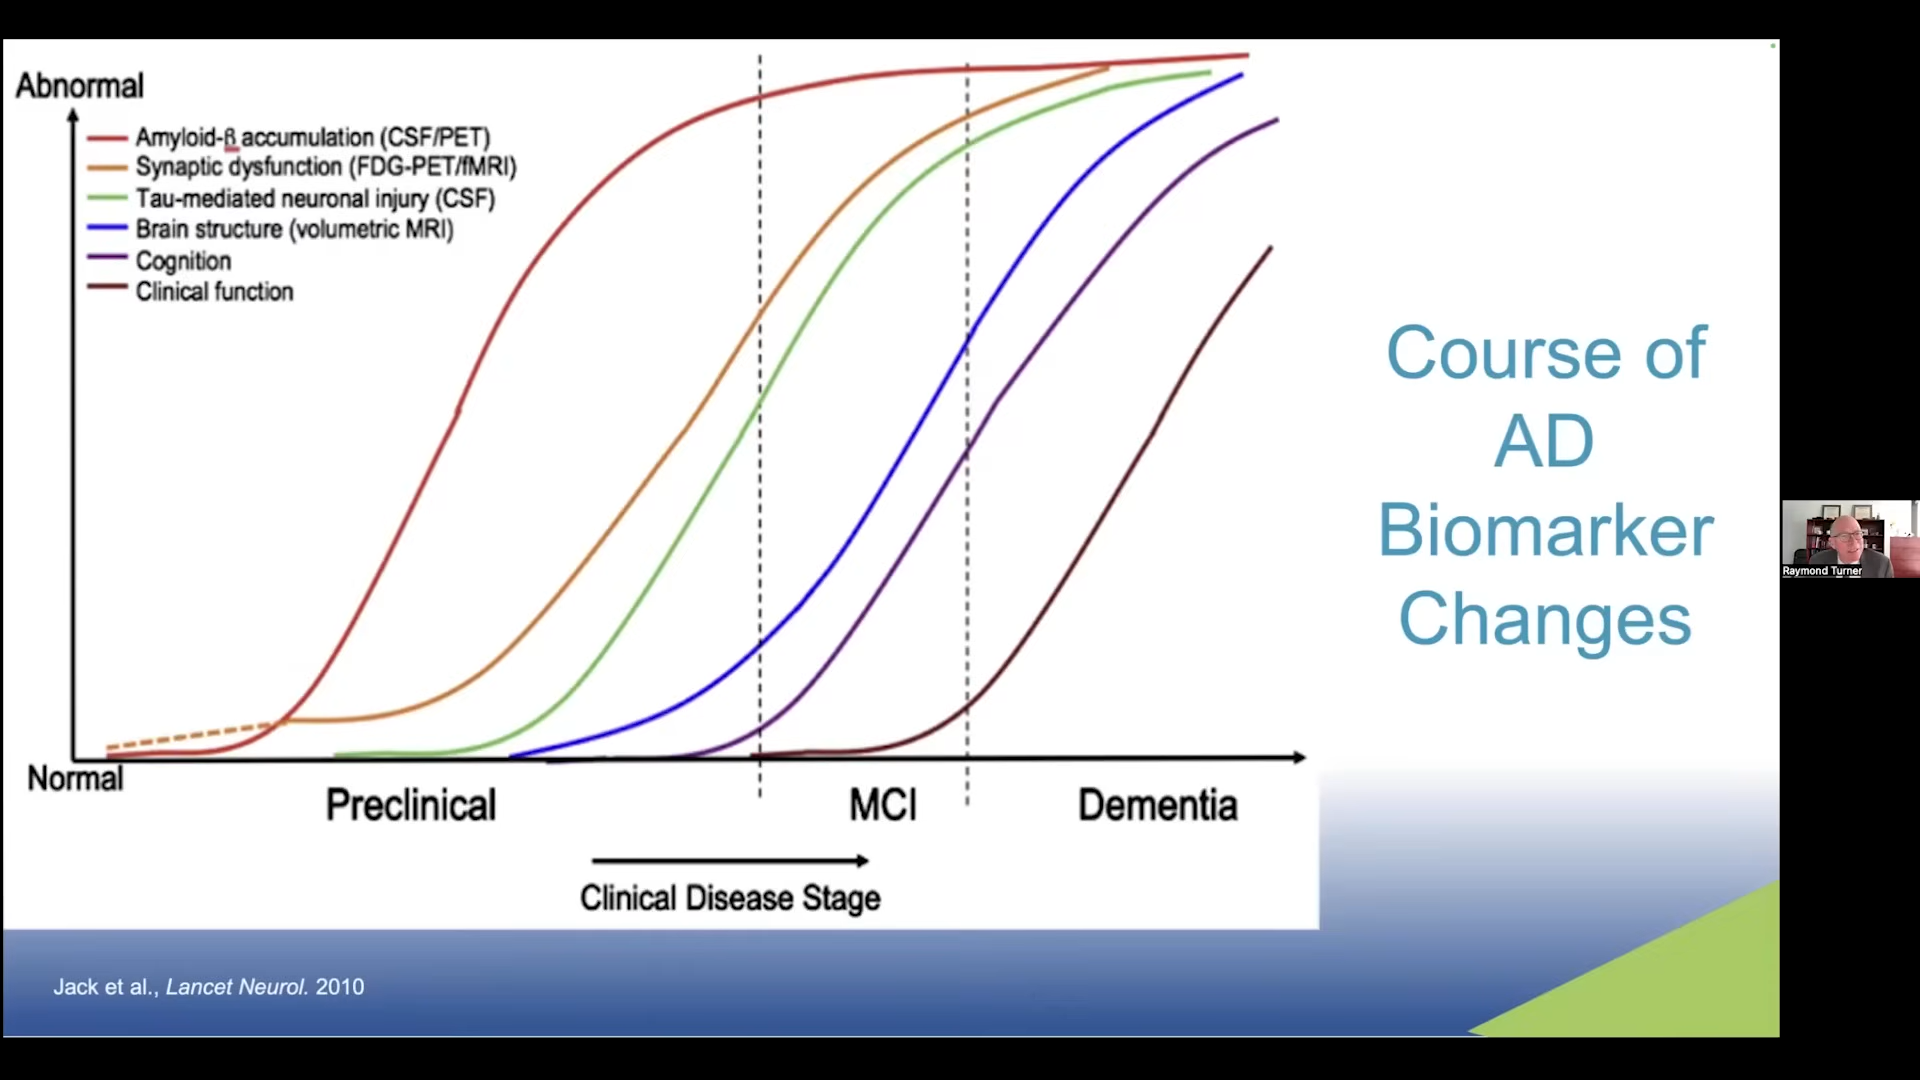 Abnormal
Amyloid-β accumulation (CSF/PET)
Synaptic dysfunction (FDG-PET/fMRI)
Tau-mediated neuronal injury (CSF)
Brain structure (volumetric MRI)
Cognition
Clinical function
Normal
Preclinical
MCI
Dementia
Clinical Disease Stage
Course of
AD
Biomarker
Changes
Jack et al., Lancet Neurol. 2010
Raymond Turner